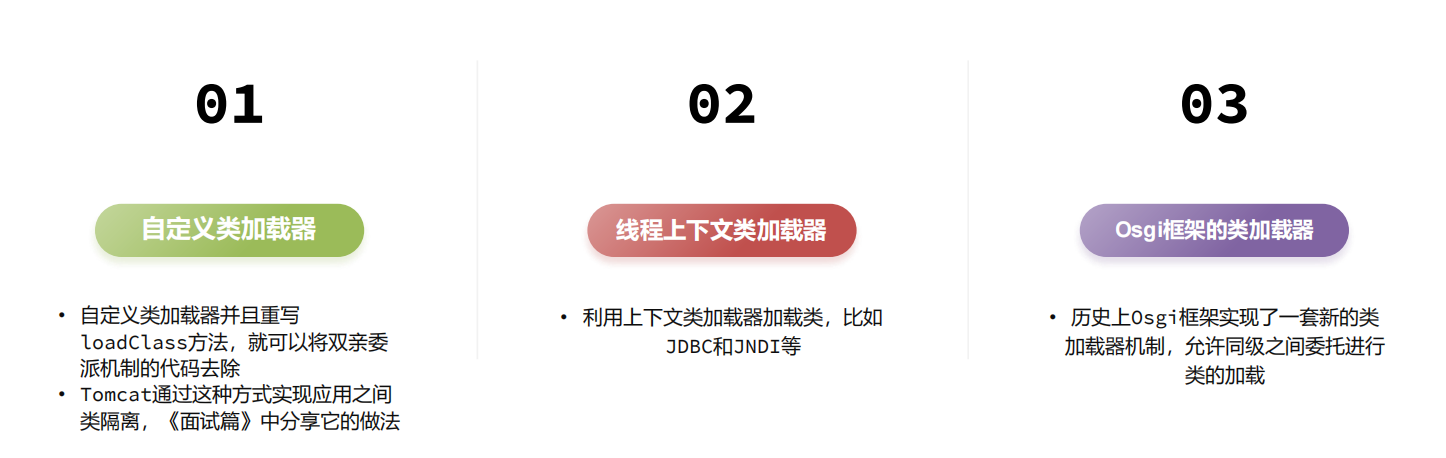 01
自定义类加载器
• 自定义类加载器并且重写
loadClass方法，就可以将双亲委
派机制的代码去除
• Tomcat通过这种方式实现应用之间
类隔离，《面试篇》中分享它的做法
02
线程上下文类加载器
• 利用上下文类加载器加载类，比如
JDBC和JNDI等
03
Osgi框架的类加载器
• 历史上Osgi框架实现了一套新的类
加载器机制，允许同级之间委托进行
类的加载